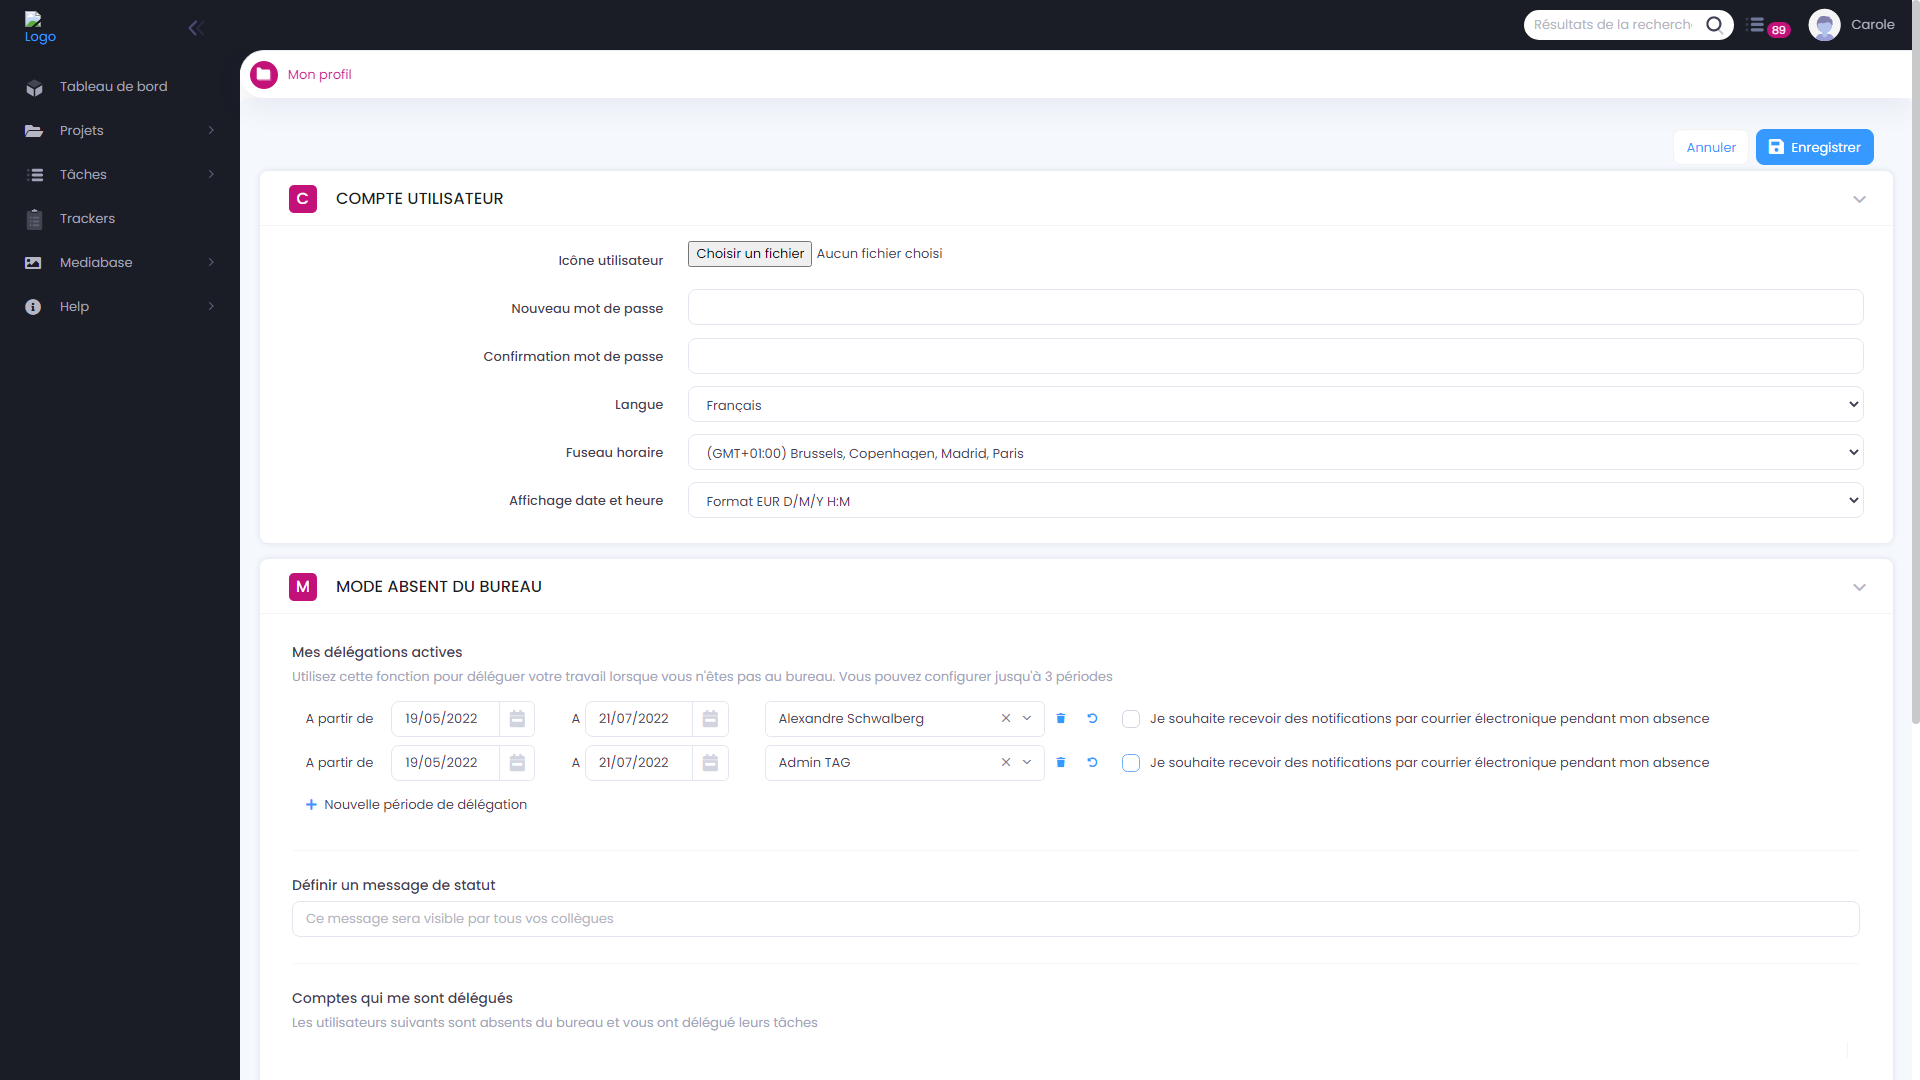 Logo
Résultats de la recherch
89
Carole
Tableau de bord
Projets
Tâches
Trackers
Mediabase
Help
Mon profil
Annuler
Enregistrer
C COMPTE UTILISATEUR
Icône utilisateur Choisir un fichier Aucun fichier choisi
Nouveau mot de passe
Confirmation mot de passe
Langue Français
Fuseau horaire (GMT+01:00) Brussels, Copenhagen, Madrid, Paris
Affichage date et heure Format EUR D/M/Y H:M
M MODE ABSENT DU BUREAU
Mes délégations actives
Utilisez cette fonction pour déléguer votre travail lorsque vous n'êtes pas au bureau. Vous pouvez configurer jusqu'à 3 périodes
A partir de 19/05/2022 A 21/07/2022 Alexandre Schwalberg Je souhaite recevoir des notifications par courrier électronique pendant mon absence
A partir de 19/05/2022 A 21/07/2022 Admin TAG Je souhaite recevoir des notifications par courrier électronique pendant mon absence
+ Nouvelle période de délégation
Définir un message de statut
Ce message sera visible par tous vos collègues
Comptes qui me sont délégués
Les utilisateurs suivants sont absents du bureau et vous ont délégué leurs tâches